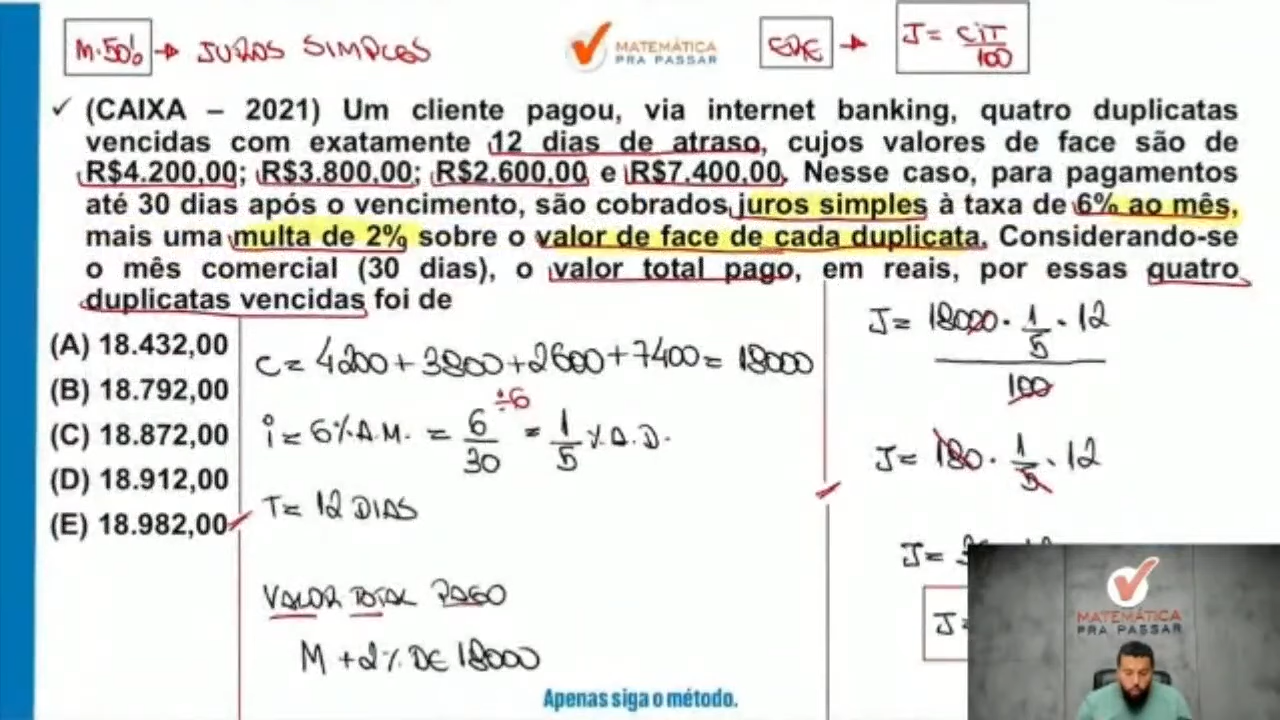 M.50% → JUROS SIMPLES
MATEMÁTICA
PRA PASSAR
→ J = CiT
100
✓ (CAIXA – 2021) Um cliente pagou, via internet banking, quatro duplicatas
vencidas com exatamente 12 dias de atraso, cujos valores de face são de
R$4.200,00; R$3.800,00; R$2.600,00 e R$7.400,00. Nesse caso, para pagamentos
até 30 dias após o vencimento, são cobrados juros simples à taxa de 6% ao mês,
mais uma multa de 2% sobre o valor de face de cada duplicata. Considerando-se
o mês comercial (30 dias), o valor total pago, em reais, por essas quatro
duplicatas vencidas foi de
(A) 18.432,00
(B) 18.792,00
(C) 18.872,00
(D) 18.912,00
(E) 18.982,00
C = 4200 + 3800 + 2600 + 7400 = 18000
÷6
i = 6% A.M. = 6/30 = 1/5 % A.D.
T = 12 DIAS
VALOR TOTAL PAGO
M + 2% DE 18000
J = 18000 · 1/5 · 12
100
J = 180 · 1/5 · 12
J =
J =
MATEMÁTICA
PRA PASSAR
Apenas siga o método.